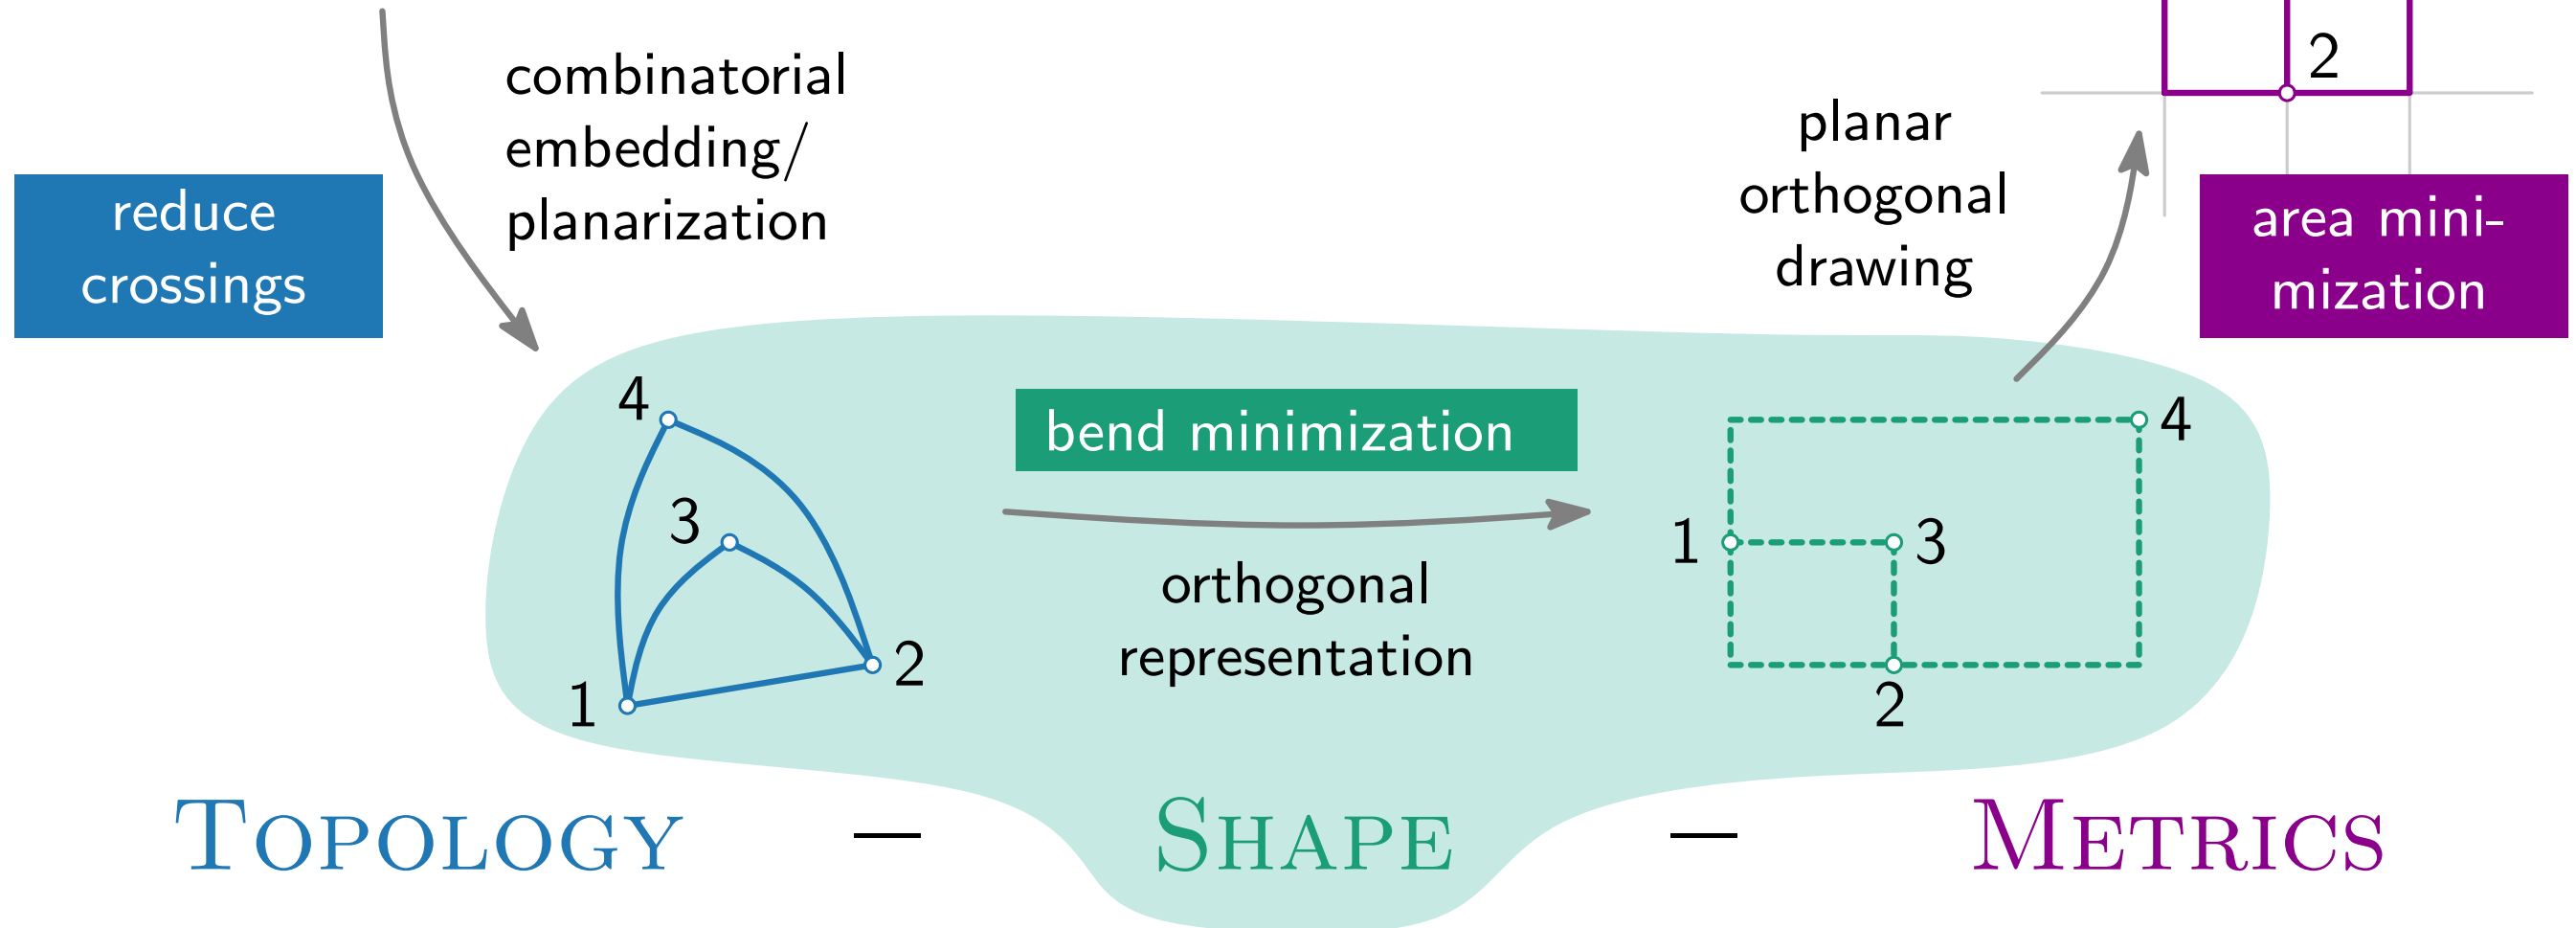 combinatorial
embedding/
planarization
reduce
crossings
planar
orthogonal
drawing
2
area mini-
mization
4
3
1
2
bend minimization
orthogonal
representation
4
1
3
2
TOPOLOGY — SHAPE — METRICS